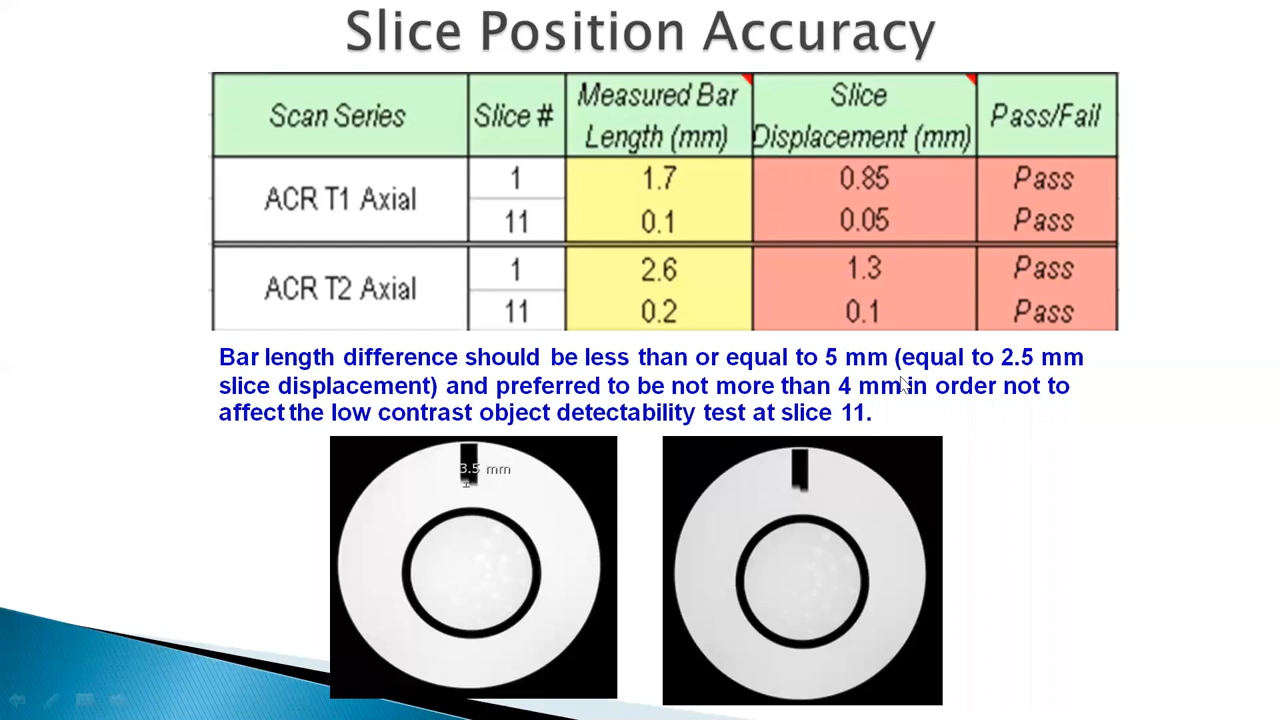 Slice Position Accuracy
Scan Series Slice # Measured Bar Length (mm) Slice Displacement (mm) Pass/Fail
ACR T1 Axial 1 1.7 0.85 Pass
11 0.1 0.05 Pass
ACR T2 Axial 1 2.6 1.3 Pass
11 0.2 0.1 Pass
Bar length difference should be less than or equal to 5 mm (equal to 2.5 mm
slice displacement) and preferred to be not more than 4 mm in order not to
affect the low contrast object detectability test at slice 11.
3.5 mm